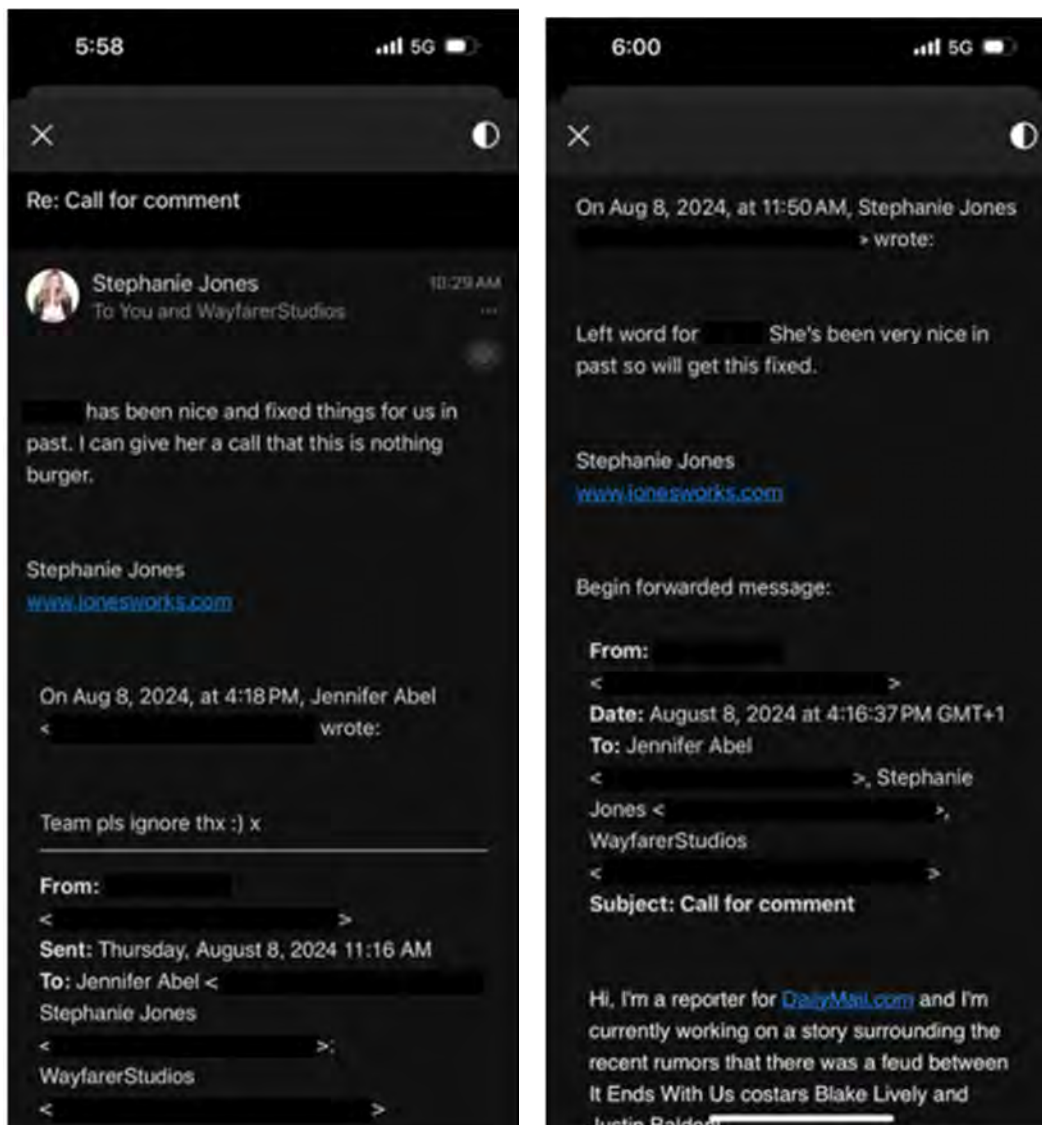 5:58
5G
Re: Call for comment
Stephanie Jones
10:29 AM
To You and WayfarerStudios
has been nice and fixed things for us in
past. I can give her a call that this is nothing
burger.
Stephanie Jones
www.jonesworks.com
On Aug 8, 2024, at 4:18 PM, Jennifer Abel
< wrote:
Team pls ignore thx :) x
From:
< >
Sent: Thursday, August 8, 2024 11:16 AM
To: Jennifer Abel <
Stephanie Jones
< >;
WayfarerStudios
< >
6:00
5G
On Aug 8, 2024, at 11:50 AM, Stephanie Jones
> wrote:
Left word for She's been very nice in
past so will get this fixed.
Stephanie Jones
www.jonesworks.com
Begin forwarded message:
From:
< >
Date: August 8, 2024 at 4:16:37 PM GMT+1
To: Jennifer Abel
< >, Stephanie
Jones < >,
WayfarerStudios
< >
Subject: Call for comment
Hi, I'm a reporter for DailyMail.com and I'm
currently working on a story surrounding the
recent rumors that there was a feud between
It Ends With Us costars Blake Lively and
Justin Baldoni